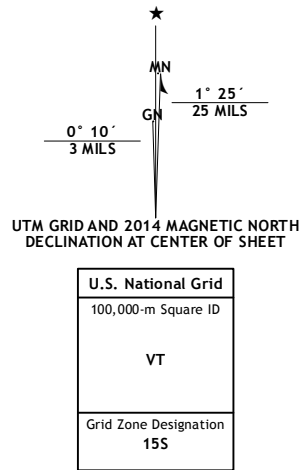 MN
1° 25´
25 MILS
GN
0° 10´
3 MILS
UTM GRID AND 2014 MAGNETIC NORTH
DECLINATION AT CENTER OF SHEET
U.S. National Grid
100,000-m Square ID
VT
Grid Zone Designation
15S